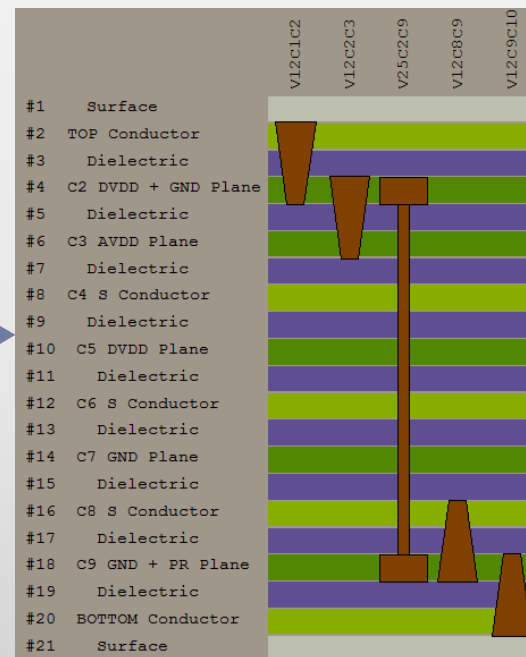 V12C1C2
V12C2C3
V25C2C9
V12C8C9
V12C9C10
#1 Surface
#2 TOP Conductor
#3 Dielectric
#4 C2 DVDD + GND Plane
#5 Dielectric
#6 C3 AVDD Plane
#7 Dielectric
#8 C4 S Conductor
#9 Dielectric
#10 C5 DVDD Plane
#11 Dielectric
#12 C6 S Conductor
#13 Dielectric
#14 C7 GND Plane
#15 Dielectric
#16 C8 S Conductor
#17 Dielectric
#18 C9 GND + PR Plane
#19 Dielectric
#20 BOTTOM Conductor
#21 Surface